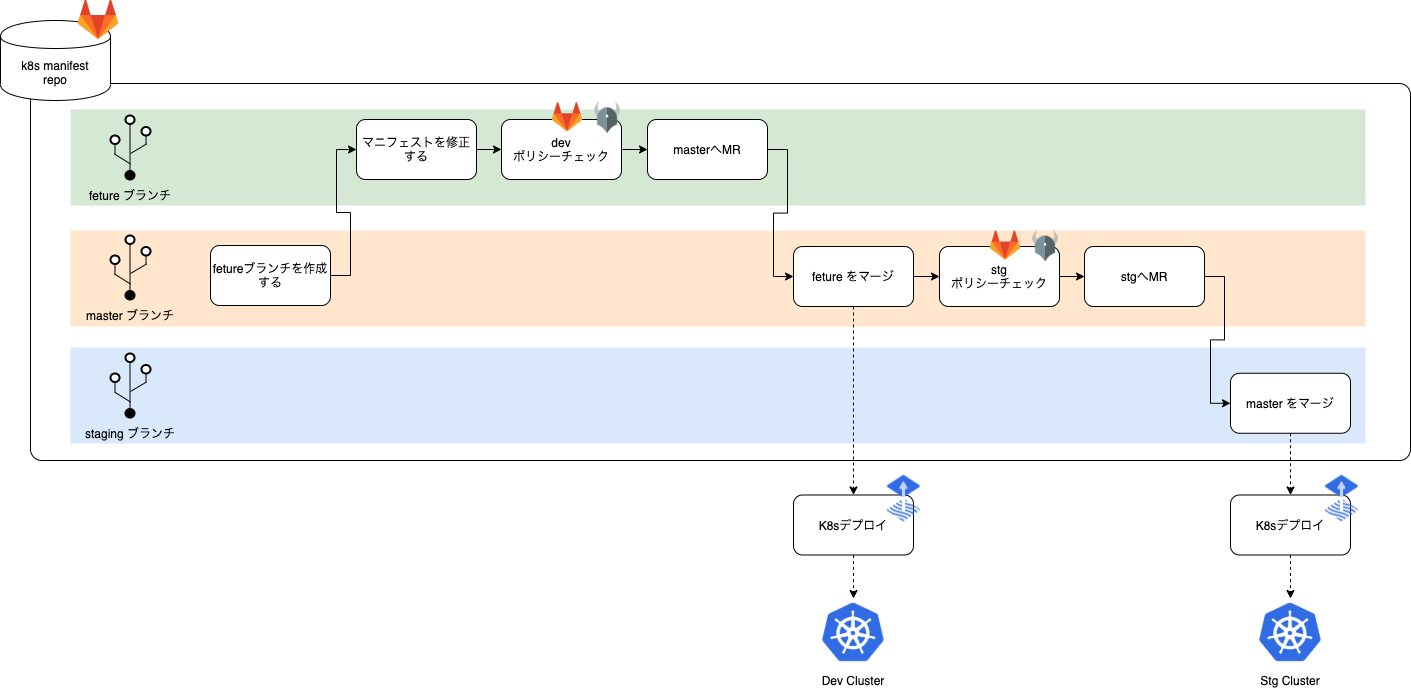 k8s manifest
repo
マニフェストを修正
する
dev
ポリシーチェック
masterへMR
feture ブランチ
fetureブランチを作成
する
feture をマージ
stg
ポリシーチェック
stgへMR
master ブランチ
master をマージ
staging ブランチ
K8sデプロイ
K8sデプロイ
Dev Cluster
Stg Cluster